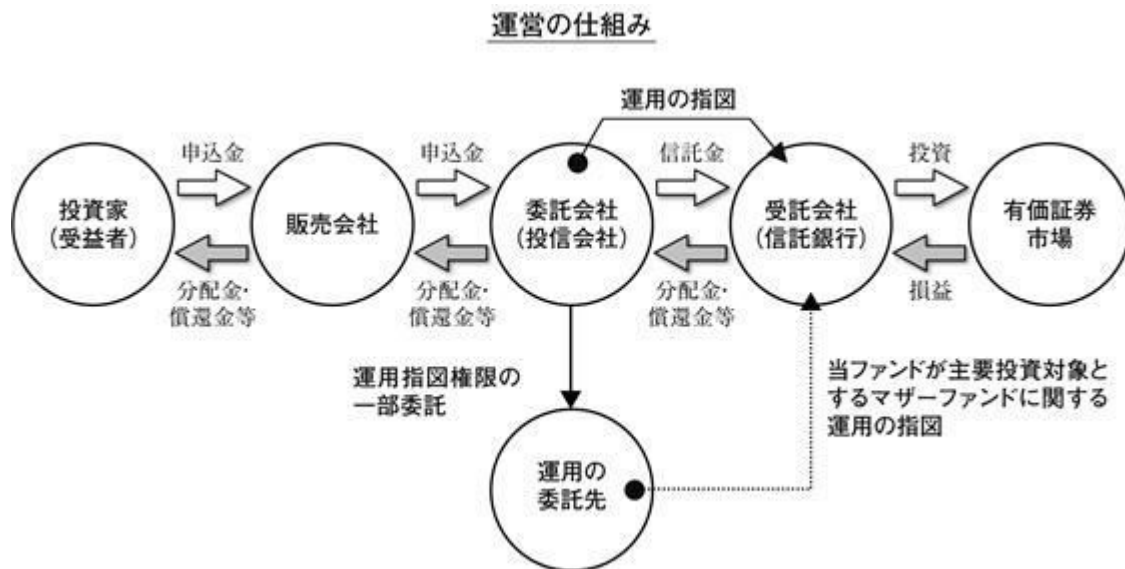 運営の仕組み
運用の指図
申込金
申込金
信託金
投資
投資家
(受益者)
販売会社
委託会社
(投信会社)
受託会社
(信託銀行)
有価証券
市場
分配金・
償還金等
分配金・
償還金等
分配金・
償還金等
損益
運用指図権限の
一部委託
当ファンドが主要投資対象と
するマザーファンドに関する
運用の指図
運用の
委託先